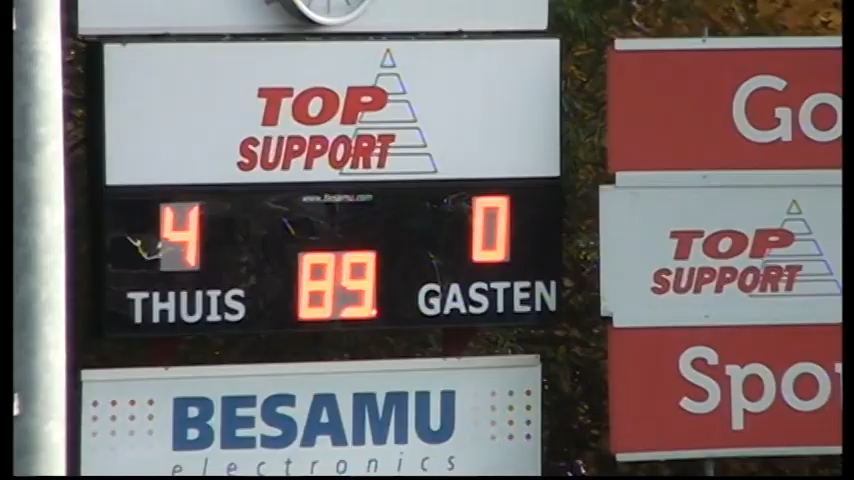 TOP
SUPPORT
www.Besamu.com
4 0
89
THUIS GASTEN
BESAMU
electronics
Go
TOP
SUPPORT
Spo